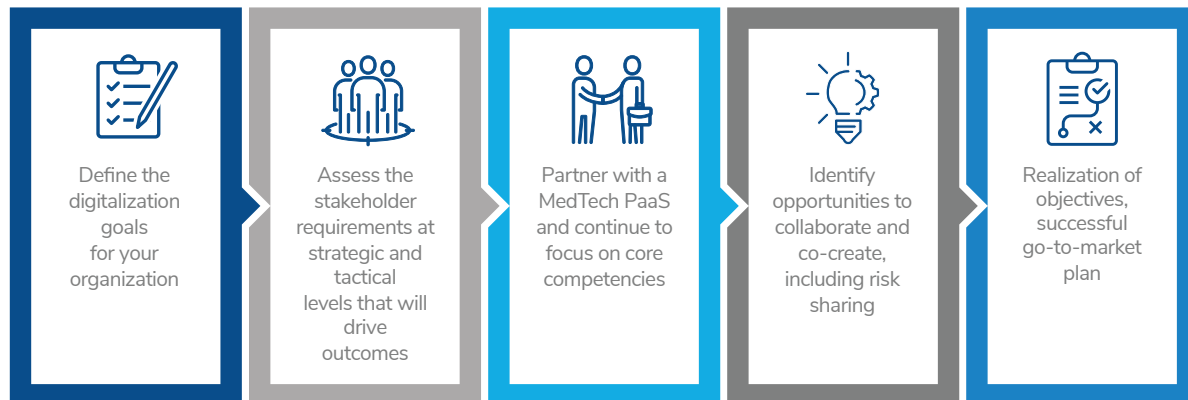 Define the
digitalization
goals
for your
organization
Assess the
stakeholder
requirements at
strategic and
tactical
levels that will
drive
outcomes
Partner with a
MedTech PaaS
and continue to
focus on core
competencies
Identify
opportunities to
collaborate and
co-create,
including risk
sharing
Realization of
objectives,
successful
go-to-market
plan